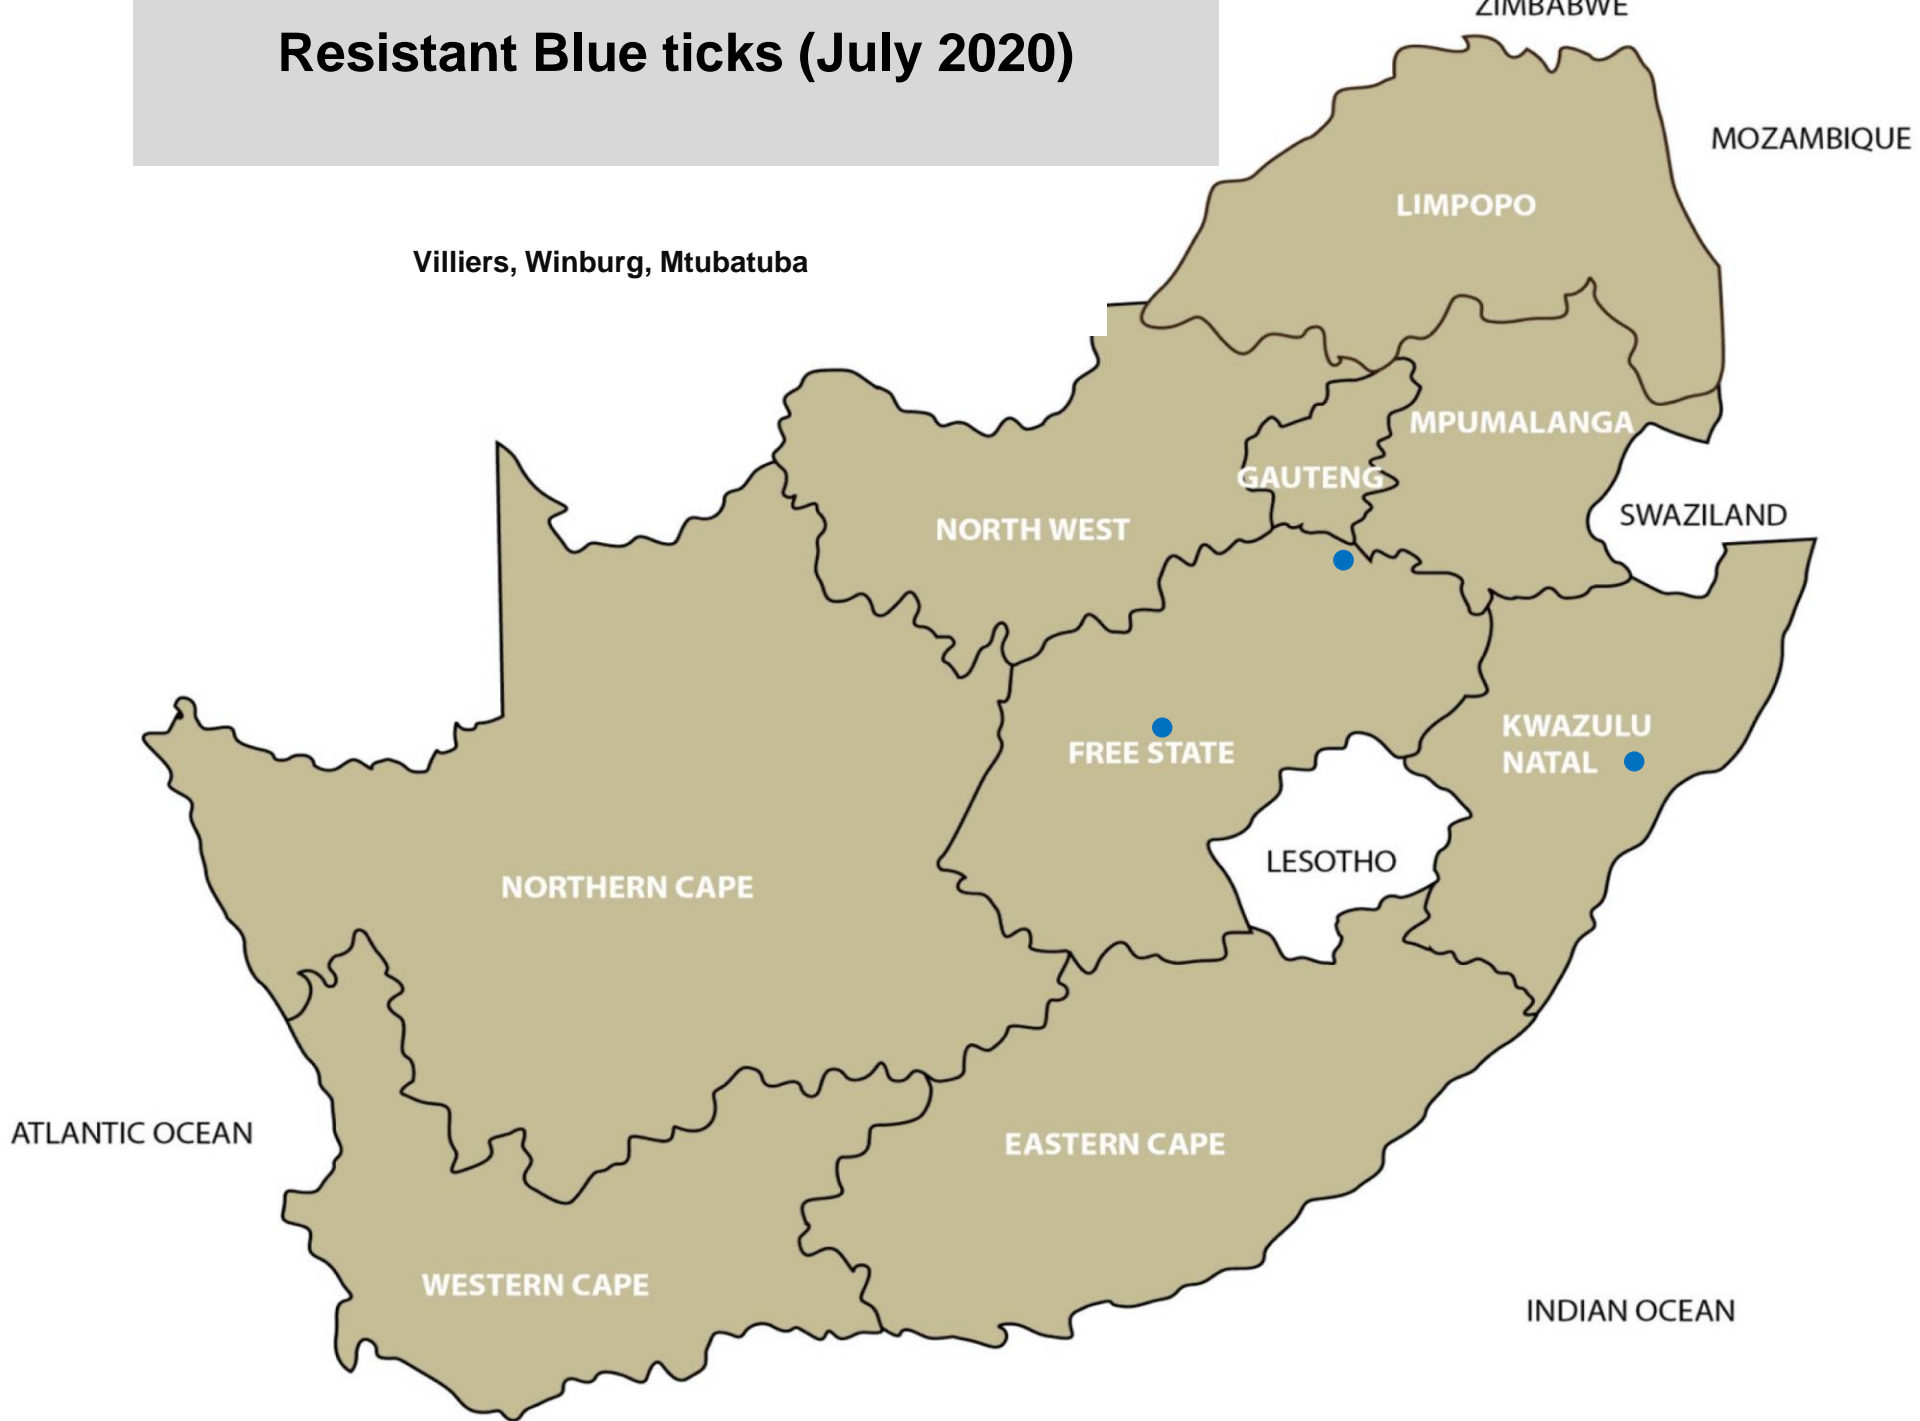 ZIMBABWE
Resistant Blue ticks (July 2020)
MOZAMBIQUE
LIMPOPO
Villiers, Winburg, Mtubatuba
MPUMALANGA
GAUTENG
SWAZILAND
NORTH WEST
KWAZULU
NATAL
FREE STATE
LESOTHO
NORTHERN CAPE
ATLANTIC OCEAN
EASTERN CAPE
WESTERN CAPE
INDIAN OCEAN